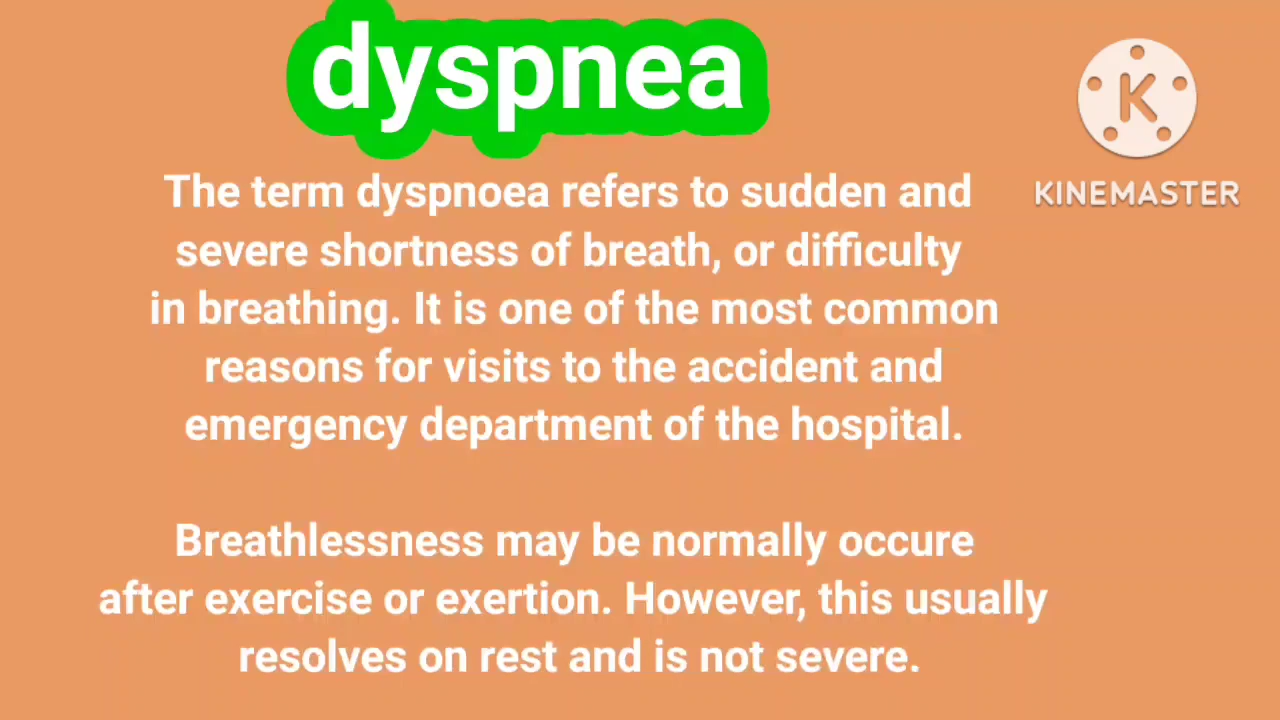 dyspnea
K
KINEMASTER
The term dyspnoea refers to sudden and
severe shortness of breath, or difficulty
in breathing. It is one of the most common
reasons for visits to the accident and
emergency department of the hospital.
Breathlessness may be normally occure
after exercise or exertion. However, this usually
resolves on rest and is not severe.